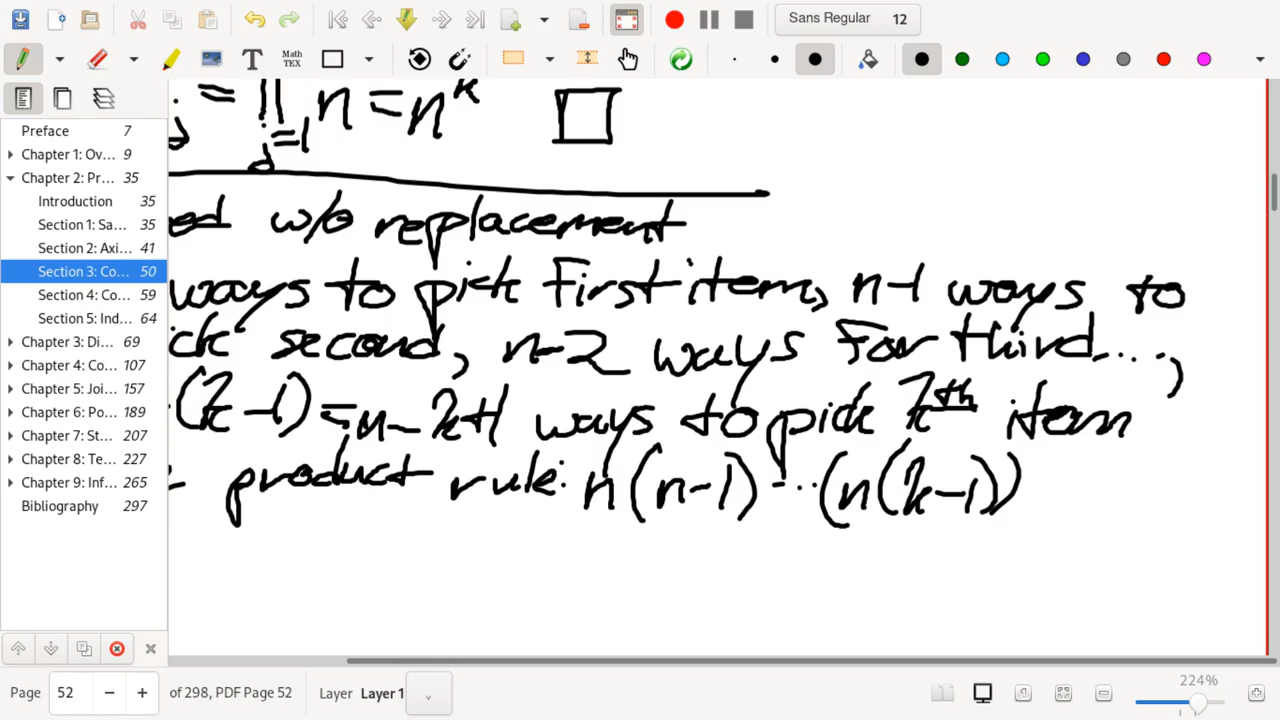 Sans Regular 12
Math
TEX
Preface 7
Chapter 1: Ov... 9
Chapter 2: Pr... 35
Introduction 35
Section 1: Sa... 35
Section 2: Axi... 41
Section 3: Co... 50
Section 4: Co... 59
Section 5: Ind... 64
Chapter 3: Di... 69
Chapter 4: Co... 107
Chapter 5: Joi... 157
Chapter 6: Po... 189
Chapter 7: St... 207
Chapter 8: Te... 227
Chapter 9: Inf... 265
Bibliography 297
j = ∏ n = n^k □
j=1
ed w/o replacement
ways to pick first item, n-1 ways to
ick second, n-2 ways for third...,
(k-1) = n-k+1 ways to pick k^th item
product rule: n(n-1)...(n(k-1))
Page 52 of 298, PDF Page 52 Layer Layer 1 224%